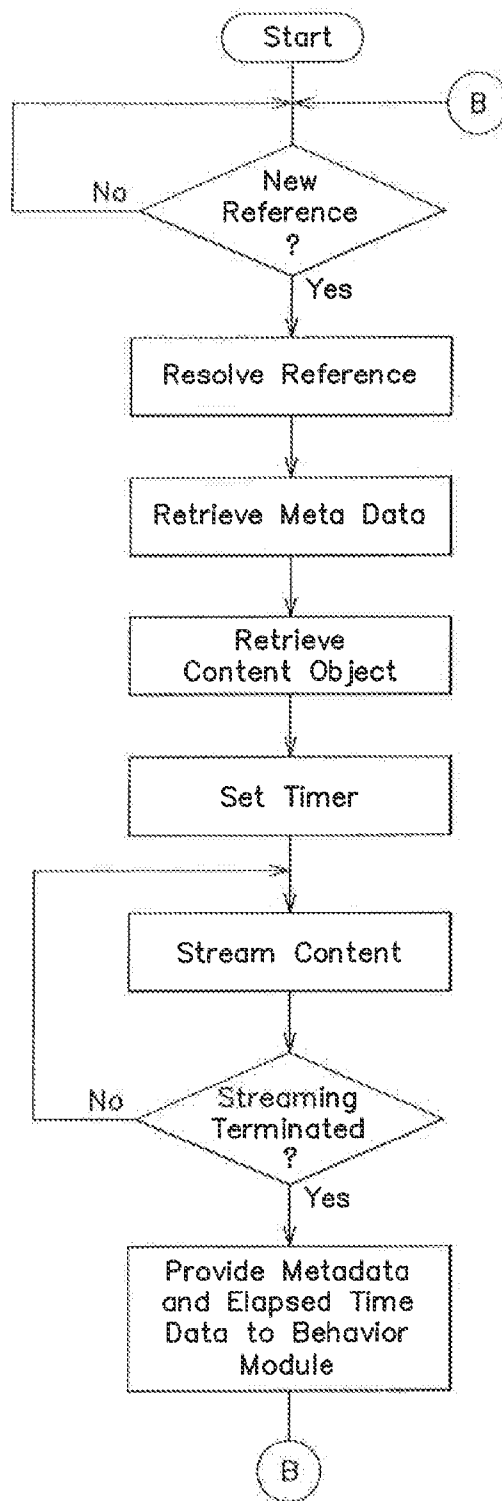 Start
B
No
New
Reference
?
Yes
Resolve Reference
Retrieve Meta Data
Retrieve
Content Object
Set Timer
Stream Content
No
Streaming
Terminated
?
Yes
Provide Metadata
and Elapsed Time
Data to Behavior
Module
B